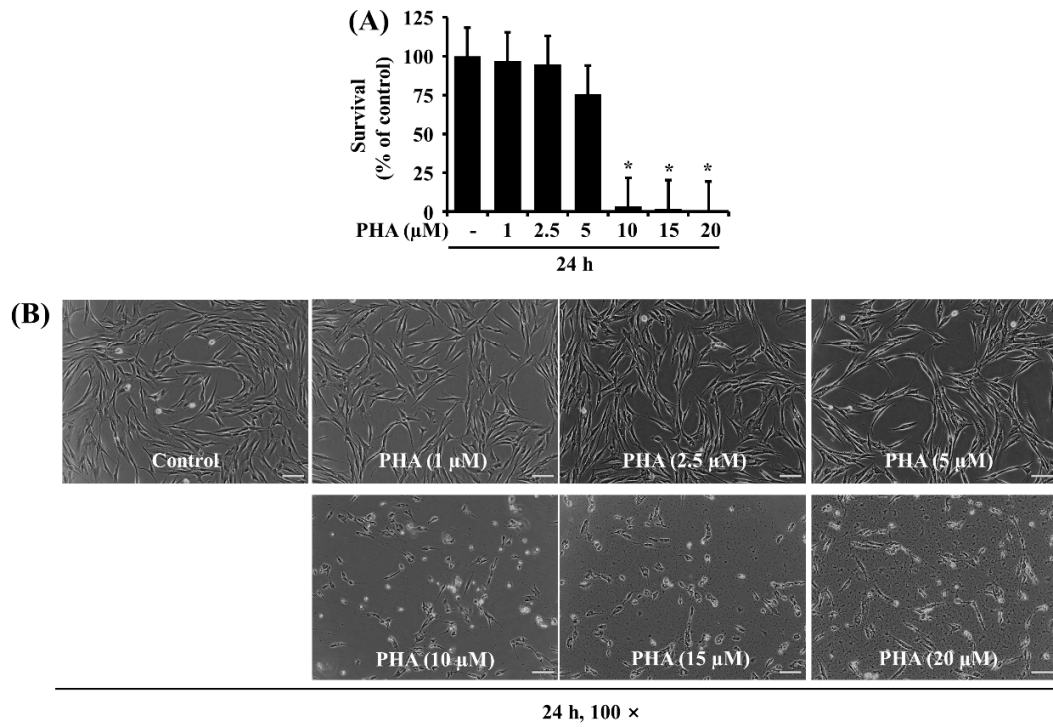 (A)
Survival
(% of control)
125
100
75
50
25
0
* * *
PHA (µM) - 1 2.5 5 10 15 20
24 h
(B)
Control PHA (1 µM) PHA (2.5 µM) PHA (5 µM)
PHA (10 µM) PHA (15 µM) PHA (20 µM)
24 h, 100 ×